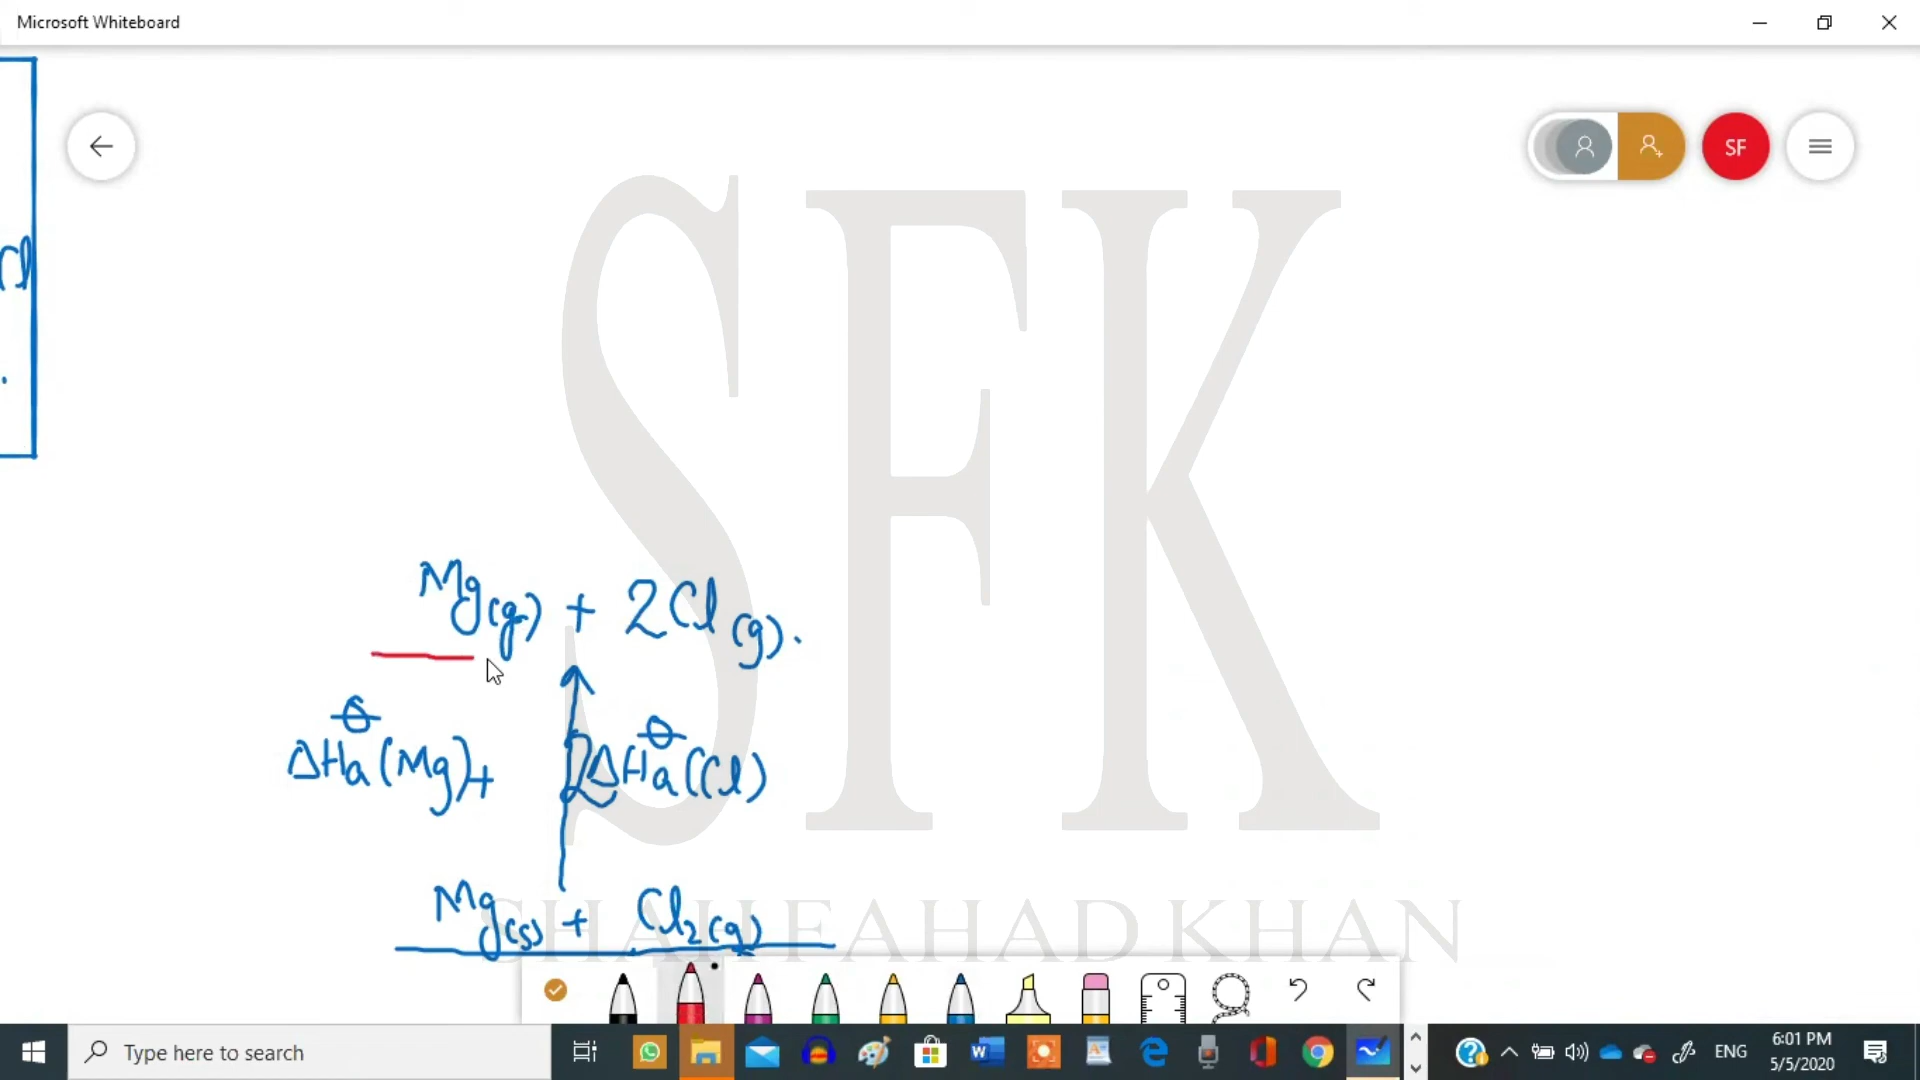 Microsoft Whiteboard
Cl
SF
SFK
Mg(g) + 2Cl(g).
ΔHa⦵(Mg)+ 2ΔHa⦵(Cl)
Mg(s) + Cl2(g)
SHAH FAHAD KHAN
Type here to search
ENG
6:01 PM
5/5/2020